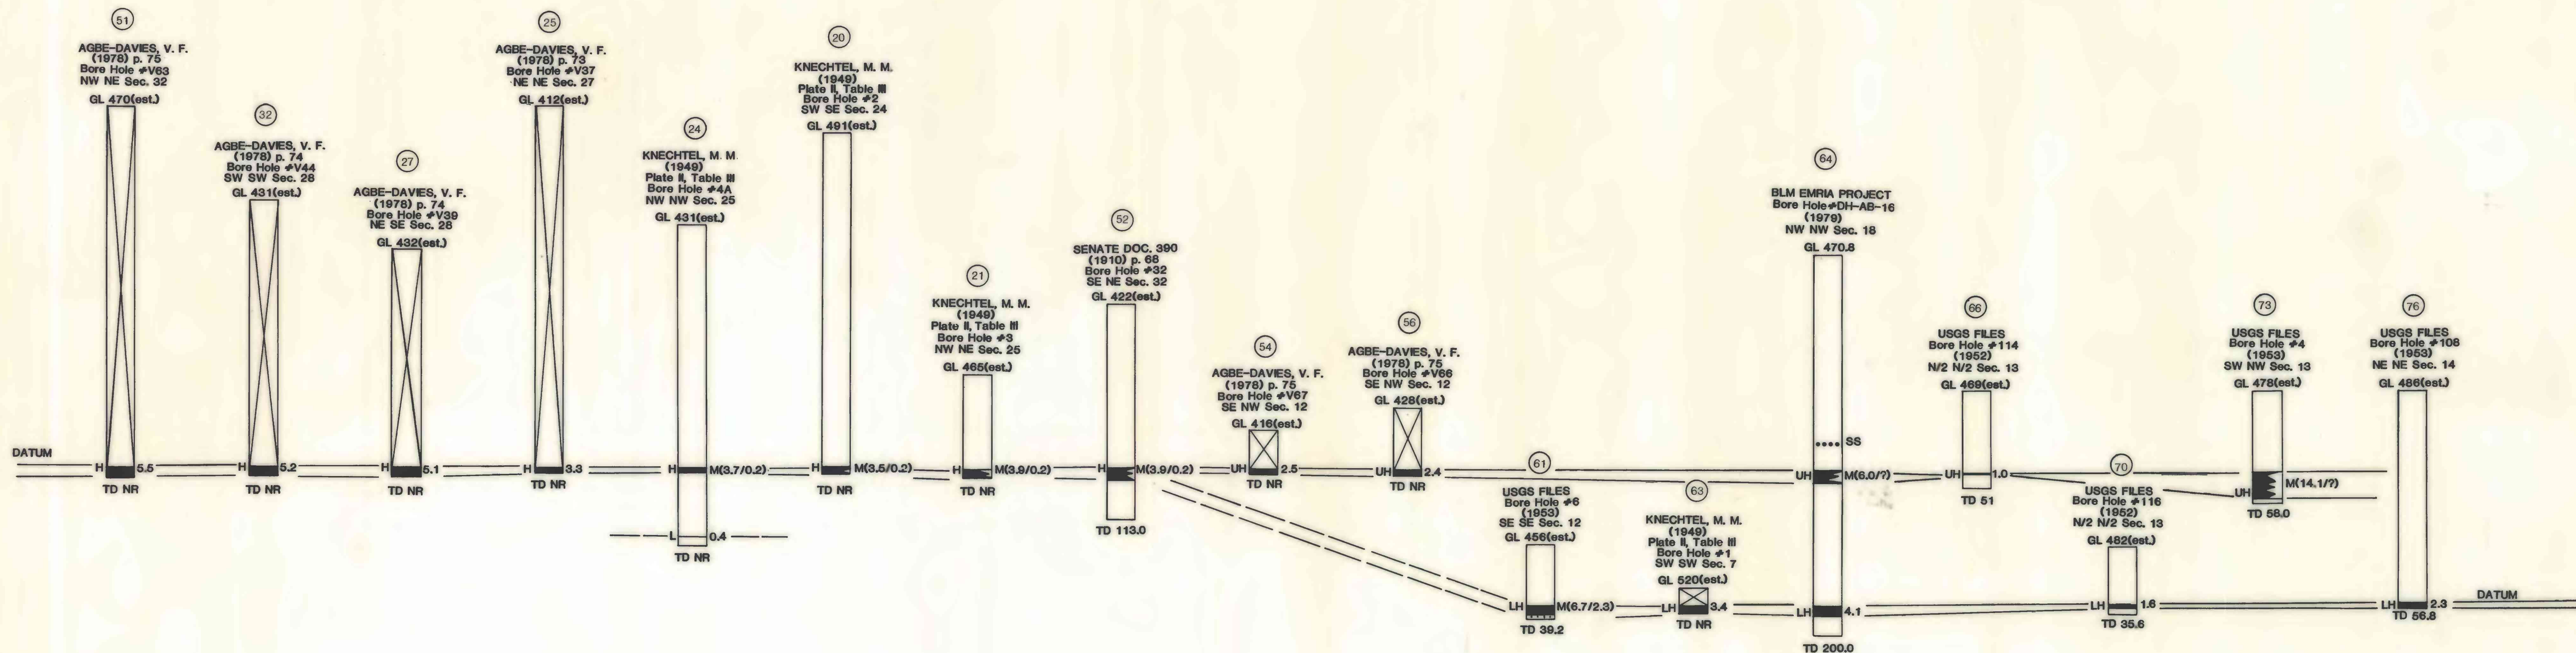 51
AGBE-DAVIES, V. F.
(1978) p. 75
Bore Hole #V63
NW NE Sec. 32
GL 470(est.)
H
5.5
TD NR
32
AGBE-DAVIES, V. F.
(1978) p. 74
Bore Hole #V44
SW SW Sec. 28
GL 431(est.)
H
5.2
TD NR
27
AGBE-DAVIES, V. F.
(1978) p. 74
Bore Hole #V39
NE SE Sec. 28
GL 432(est.)
H
5.1
TD NR
25
AGBE-DAVIES, V. F.
(1978) p. 73
Bore Hole #V37
NE NE Sec. 27
GL 412(est.)
H
3.3
TD NR
24
KNECHTEL, M. M.
(1949)
Plate II, Table III
Bore Hole #4A
NW NW Sec. 25
GL 431(est.)
H
M(3.7/0.2)
L
0.4
TD NR
20
KNECHTEL, M. M.
(1949)
Plate II, Table III
Bore Hole #2
SW SE Sec. 24
GL 491(est.)
H
M(3.5/0.2)
TD NR
21
KNECHTEL, M. M.
(1949)
Plate II, Table III
Bore Hole #3
NW NE Sec. 25
GL 465(est.)
H
M(3.9/0.2)
TD NR
52
SENATE DOC. 390
(1910) p. 68
Bore Hole #32
SE NE Sec. 32
GL 422(est.)
H
M(3.9/0.2)
TD 113.0
54
AGBE-DAVIES, V. F.
(1978) p. 75
Bore Hole #V67
SE NW Sec. 12
GL 416(est.)
UH
2.5
TD NR
56
AGBE-DAVIES, V. F.
(1978) p. 75
Bore Hole #V66
SE NW Sec. 12
GL 428(est.)
UH
2.4
TD NR
61
USGS FILES
Bore Hole #6
(1953)
SE SE Sec. 12
GL 456(est.)
LH
M(6.7/2.3)
TD 39.2
63
KNECHTEL, M. M.
(1949)
Plate II, Table III
Bore Hole #1
SW SW Sec. 7
GL 520(est.)
LH
3.4
TD NR
64
BLM EMRIA PROJECT
Bore Hole #DH-AB-16
(1979)
NW NW Sec. 18
GL 470.8
SS
UH
M(6.0/?)
LH
4.1
TD 200.0
66
USGS FILES
Bore Hole #114
(1952)
N/2 N/2 Sec. 13
GL 469(est.)
UH
1.0
TD 51
70
USGS FILES
Bore Hole #116
(1952)
N/2 N/2 Sec. 13
GL 482(est.)
LH
1.6
TD 35.6
73
USGS FILES
Bore Hole #4
(1953)
SW NW Sec. 13
GL 478(est.)
UH
M(14.1/?)
TD 58.0
76
USGS FILES
Bore Hole #108
(1953)
NE NE Sec. 14
GL 486(est.)
LH
2.3
TD 56.8
DATUM
DATUM